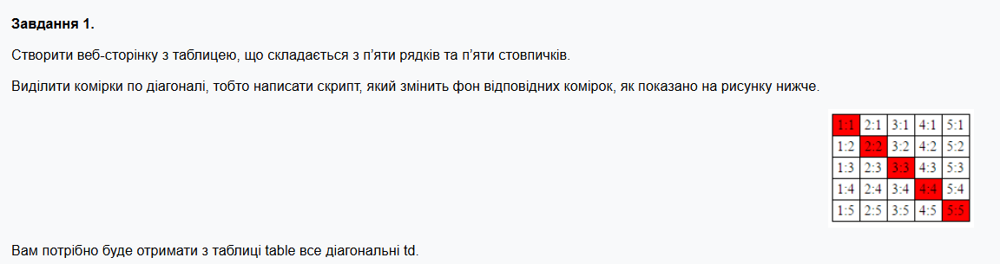 Завдання 1.
Створити веб-сторінку з таблицею, що складається з п’яти рядків та п’яти стовпичків.
Виділити комірки по діагоналі, тобто написати скрипт, який змінить фон відповідних комірок, як показано на рисунку нижче.
1:1 2:1 3:1 4:1 5:1
1:2 2:2 3:2 4:2 5:2
1:3 2:3 3:3 4:3 5:3
1:4 2:4 3:4 4:4 5:4
1:5 2:5 3:5 4:5 5:5
Вам потрібно буде отримати з таблиці table все діагональні td.